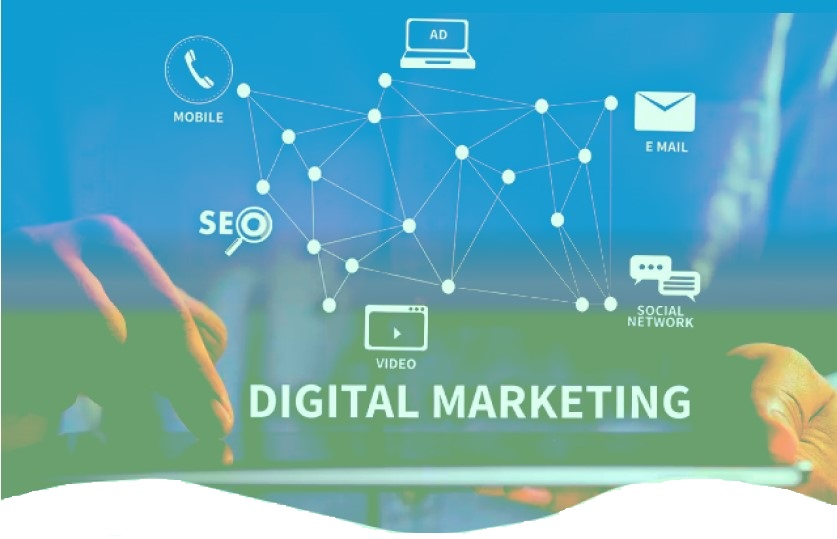 AD
MOBILE
E MAIL
SEO
SOCIAL
NETWORK
VIDEO
DIGITAL MARKETING